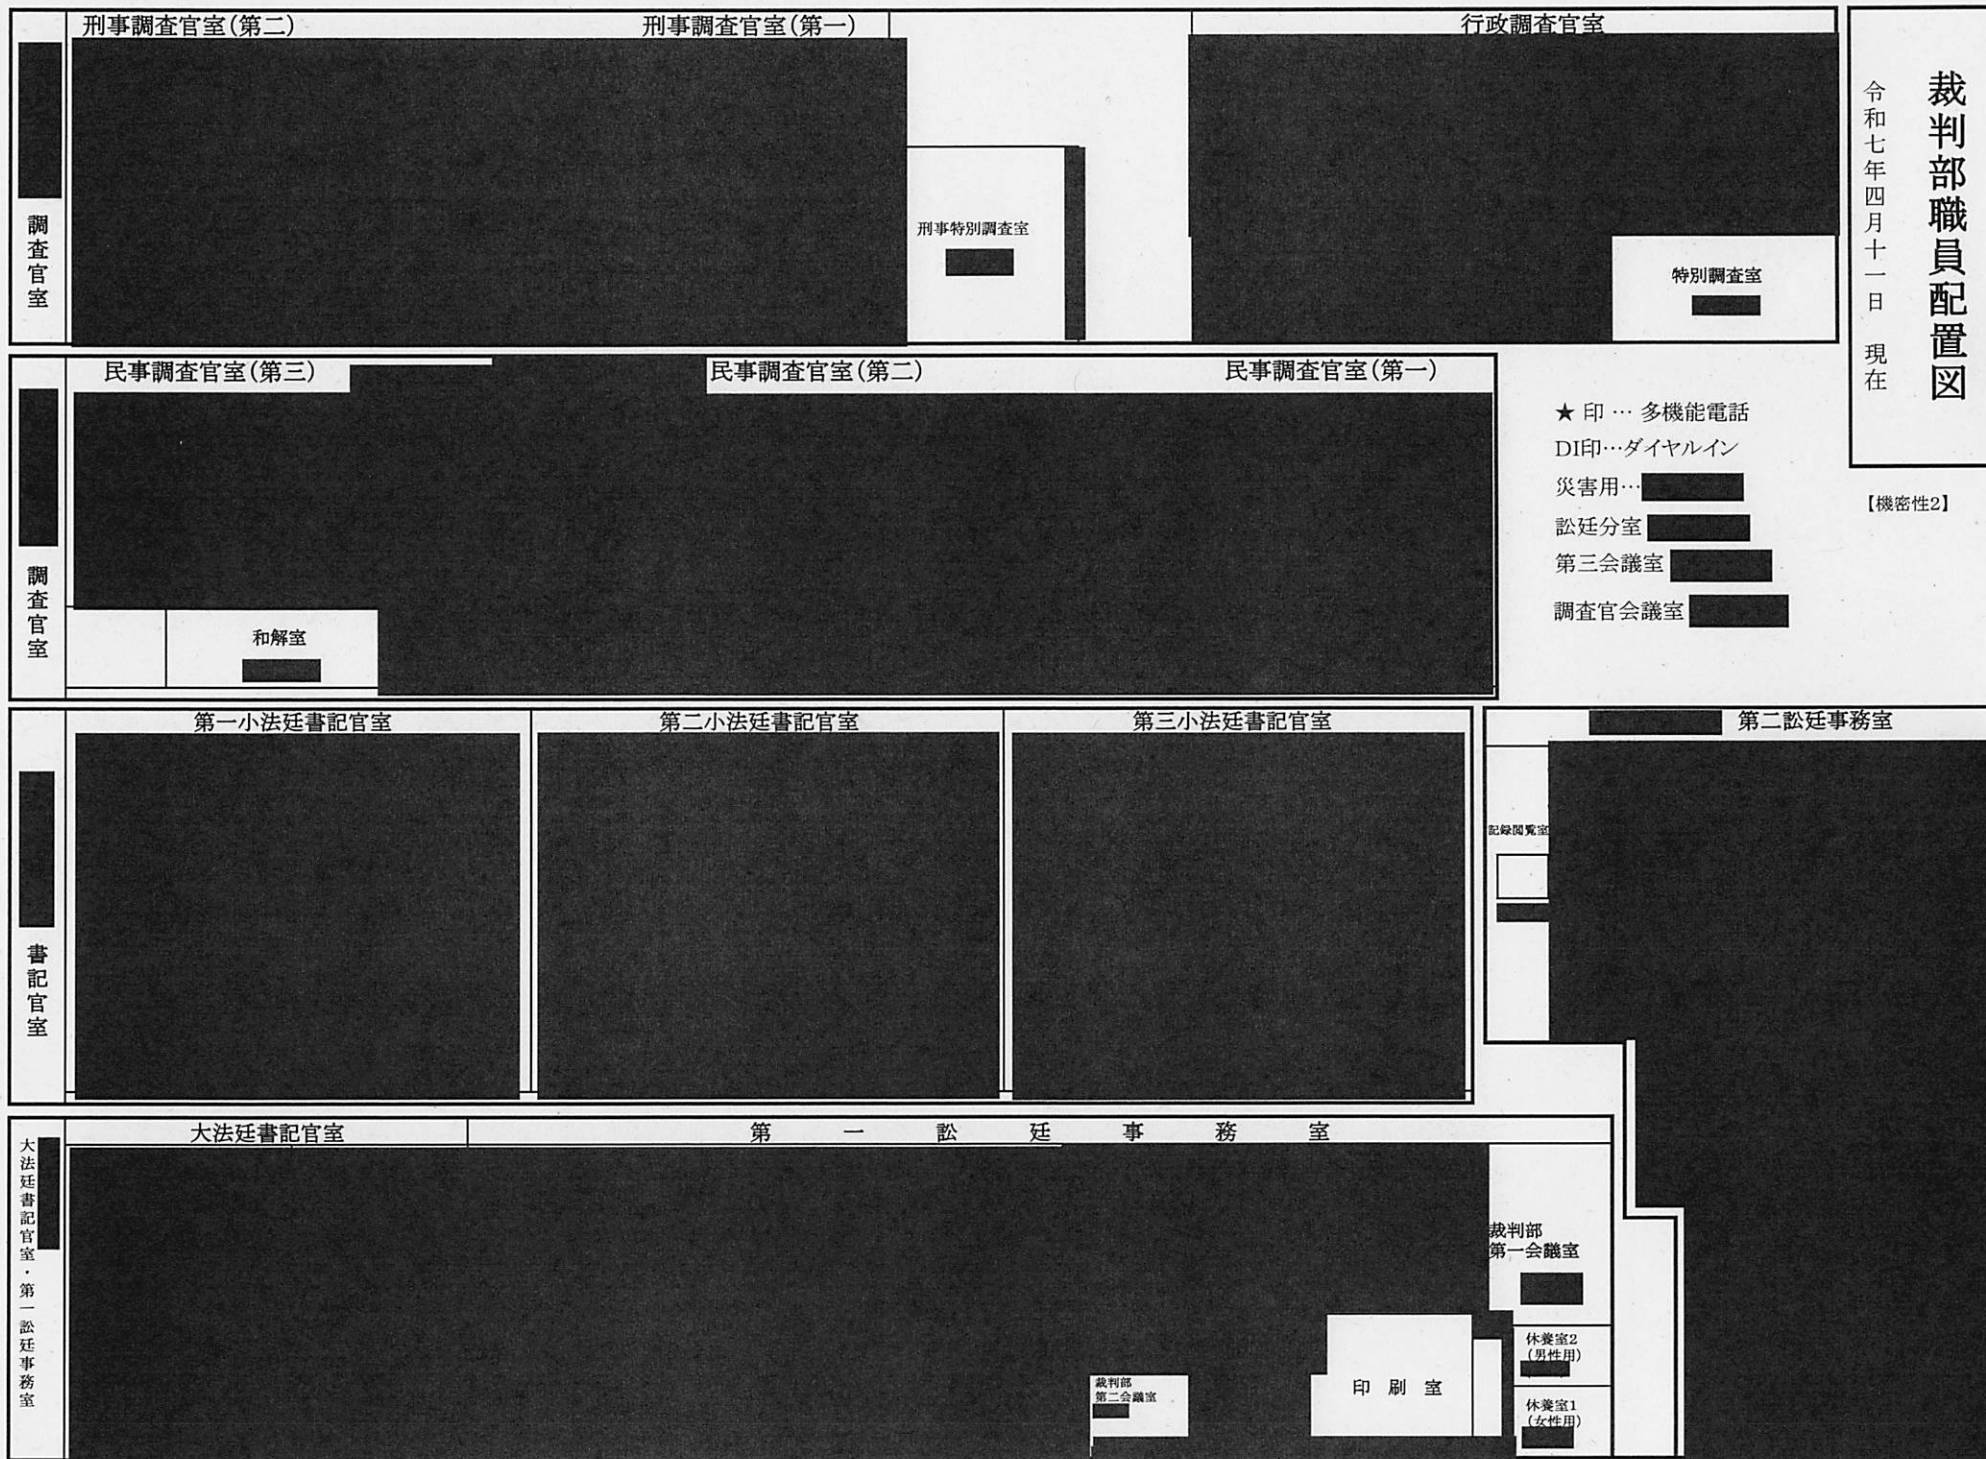 裁判部職員配置図
令和七年四月十一日　現在
【機密性2】
調査官室
刑事調査官室(第二)
刑事調査官室(第一)
行政調査官室
刑事特別調査室
特別調査室
調査官室
民事調査官室(第三)
民事調査官室(第二)
民事調査官室(第一)
和解室
★ 印 … 多機能電話
DI印…ダイヤルイン
災害用…
訟廷分室
第三会議室
調査官会議室
書記官室
第一小法廷書記官室
第二小法廷書記官室
第三小法廷書記官室
第二訟廷事務室
記録閲覧室
大法廷書記官室・第一訟廷事務室
大法廷書記官室
第一訟廷事務室
裁判部
第一会議室
休養室2
(男性用)
休養室1
(女性用)
印刷室
裁判部
第二会議室